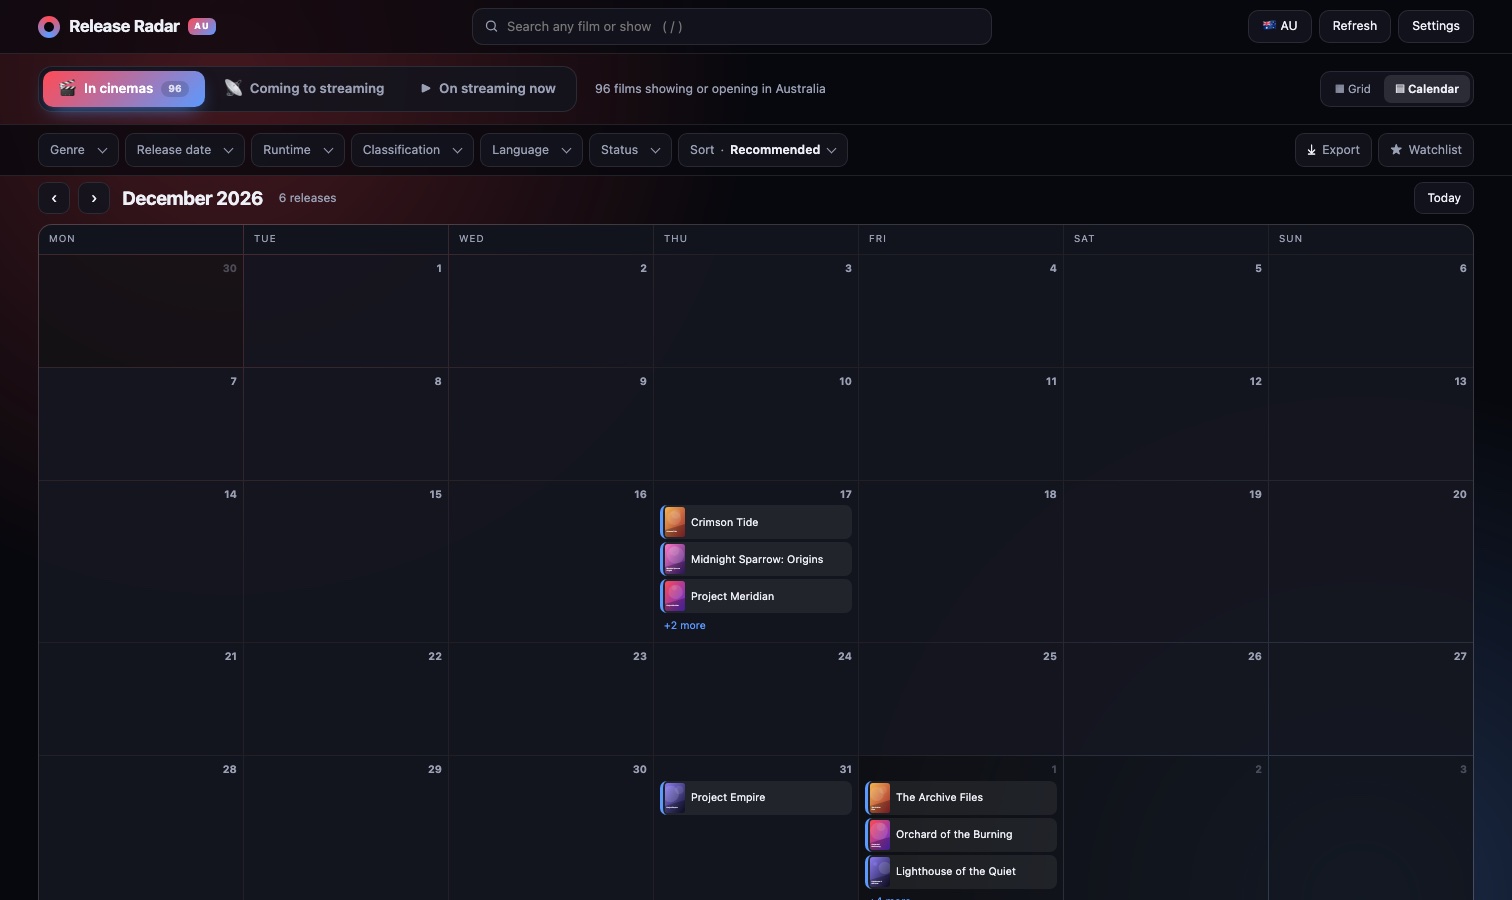 Release Radar AU
Search any film or show ( / )
AU
Refresh
Settings
In cinemas 96
Coming to streaming
On streaming now
96 films showing or opening in Australia
Grid
Calendar
Genre
Release date
Runtime
Classification
Language
Status
Sort · Recommended
Export
Watchlist
‹
›
December 2026
6 releases
Today
MON TUE WED THU FRI SAT SUN
30 1 2 3 4 5 6
7 8 9 10 11 12 13
14 15 16 17 18 19 20
Crimson Tide
Midnight Sparrow: Origins
Project Meridian
+2 more
21 22 23 24 25 26 27
28 29 30 31 1 2 3
Project Empire
The Archive Files
Orchard of the Burning
Lighthouse of the Quiet